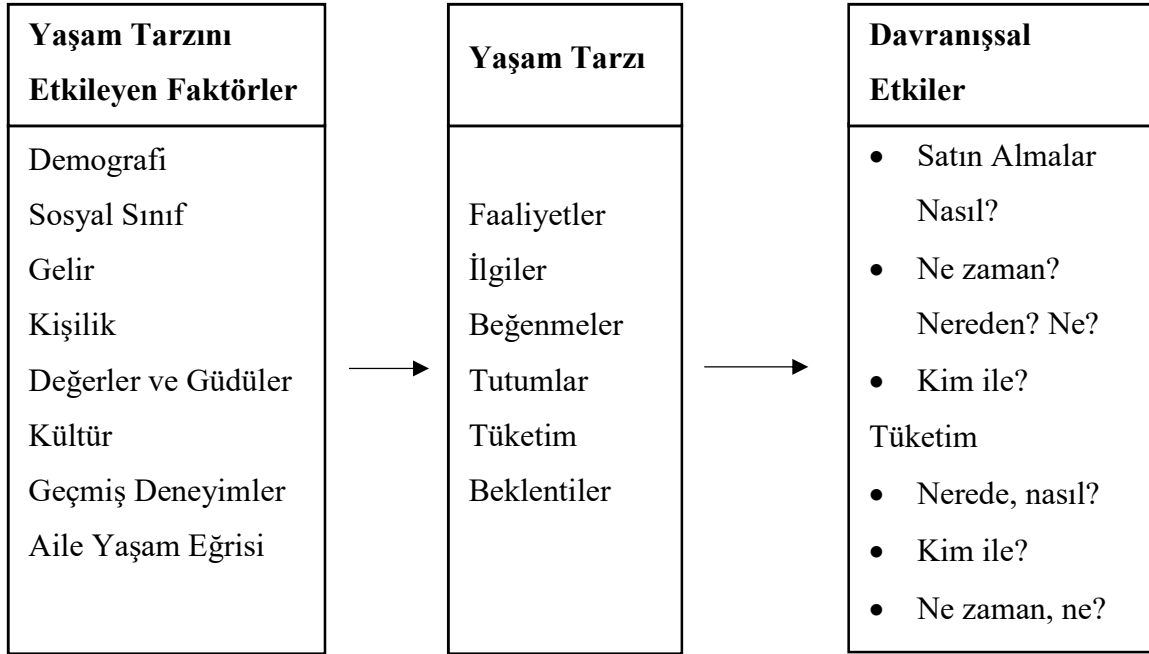 Yaşam Tarzını
Etkileyen Faktörler
Demografi
Sosyal Sınıf
Gelir
Kişilik
Değerler ve Güdüler
Kültür
Geçmiş Deneyimler
Aile Yaşam Eğrisi
Yaşam Tarzı
Faaliyetler
İlgiler
Beğenmeler
Tutumlar
Tüketim
Beklentiler
Davranışsal
Etkiler
• Satın Almalar
Nasıl?
• Ne zaman?
Nereden? Ne?
• Kim ile?
Tüketim
• Nerede, nasıl?
• Kim ile?
• Ne zaman, ne?